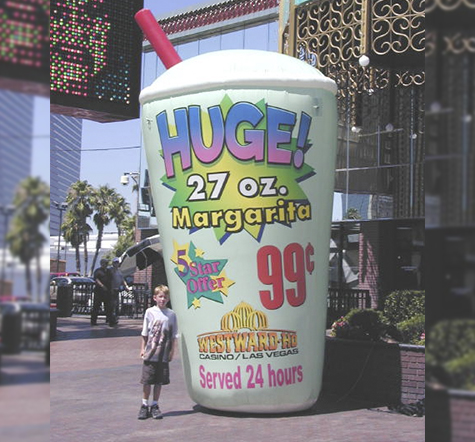 HUGE!
27 oz.
Margarita
5 Star
Offer
99¢
WESTWARD-HO
CASINO/LAS VEGAS
Served 24 hours